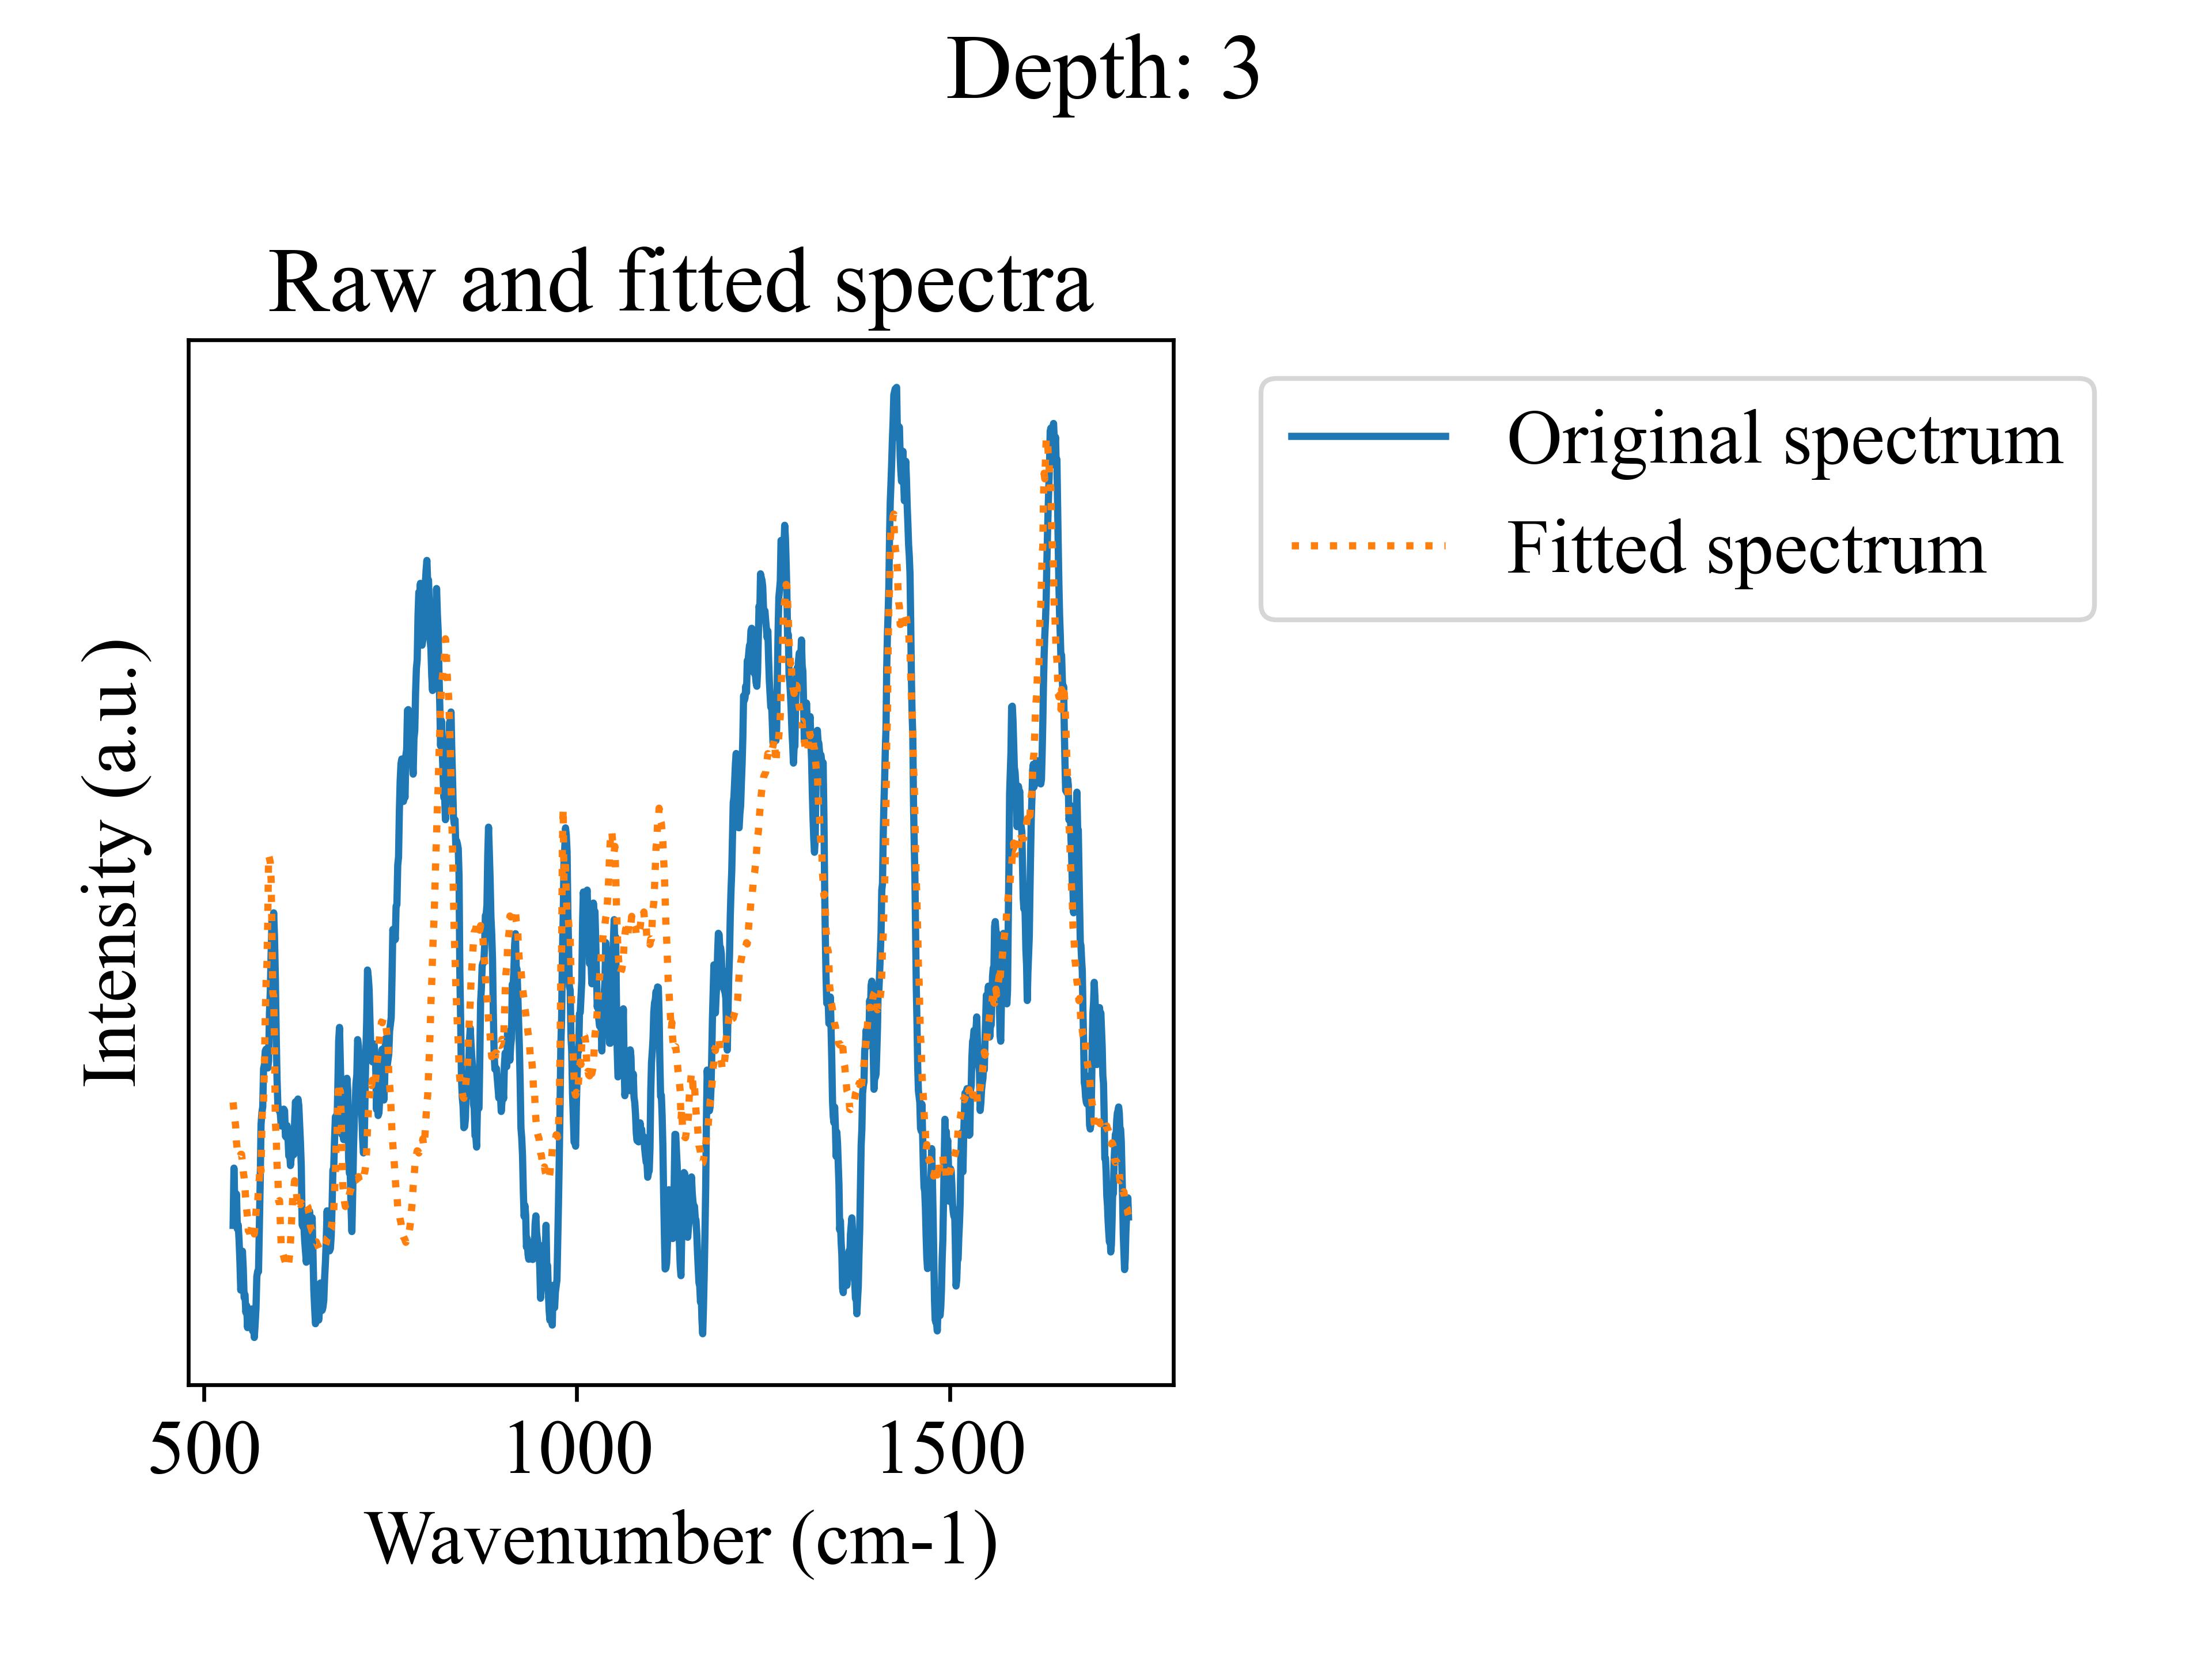 Depth: 3
Raw and fitted spectra
Original spectrum
Fitted spectrum
Intensity (a.u.)
500 1000 1500
Wavenumber (cm-1)